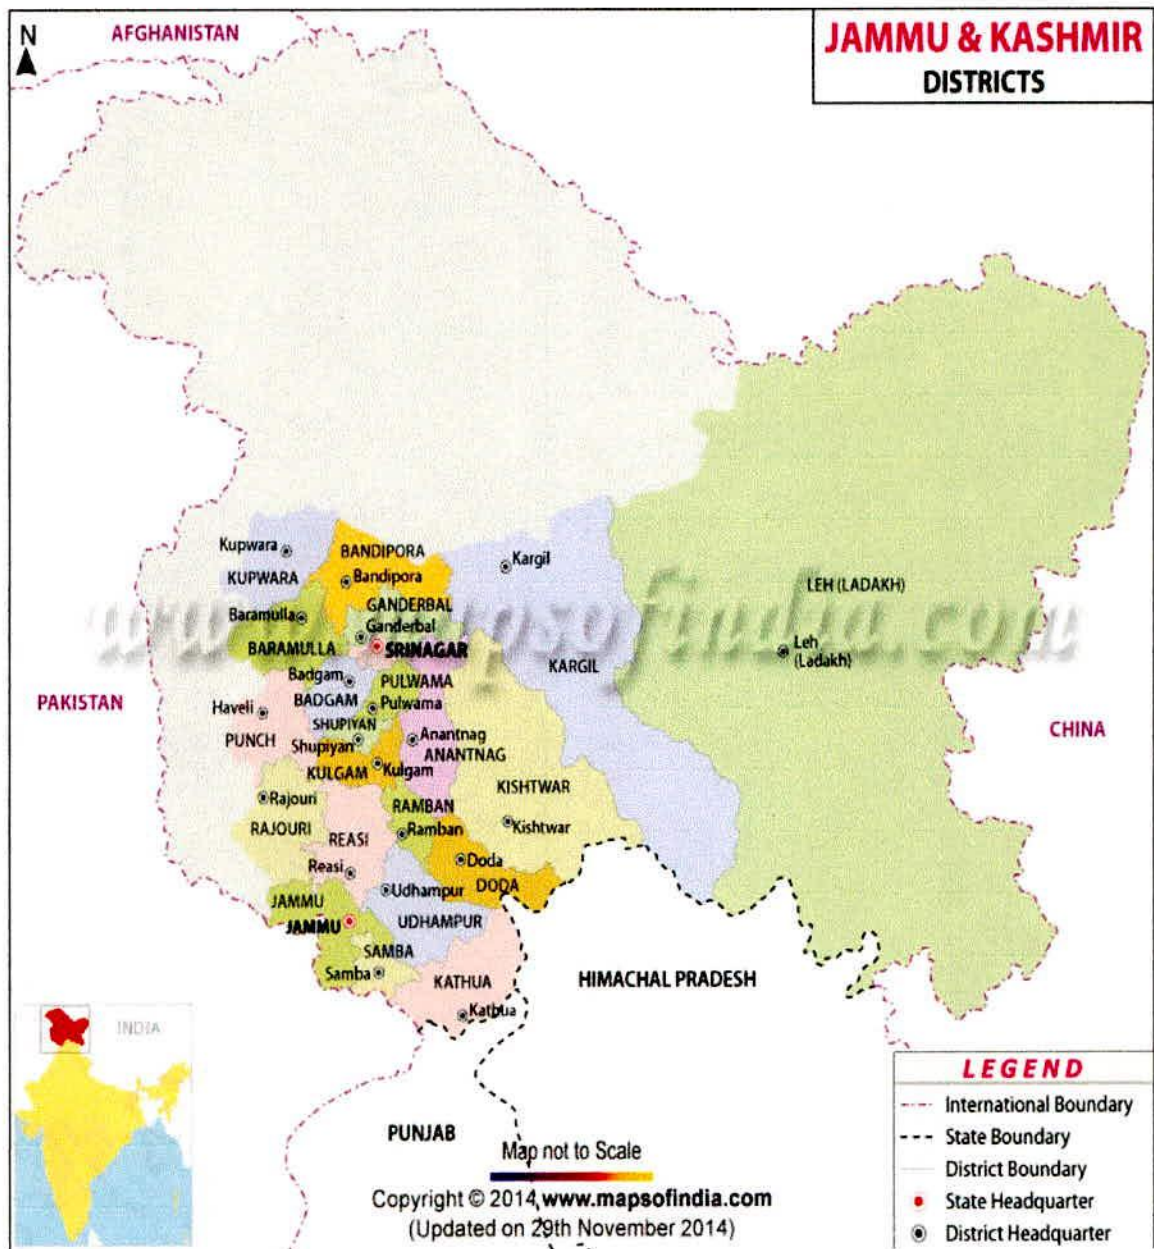 N
AFGHANISTAN
JAMMU & KASHMIR
DISTRICTS
Kupwara
KUPWARA
BANDIPORA
Bandipora
Kargil
LEH (LADAKH)
GANDERBAL
Ganderbal
Baramulla
BARAMULLA
www.mapsofindia.com
SRINAGAR
Leh
(Ladakh)
KARGIL
Badgam
BADGAM
PULWAMA
Pulwama
PAKISTAN
Haveli
PUNCH
SHUPIYAN
Shupiyan
Anantnag
ANANTNAG
CHINA
KULGAM
Kulgam
KISHTWAR
Kishtwar
Rajouri
RAJOURI
RAMBAN
Ramban
REASI
Reasi
Doda
DODA
Udhampur
UDHAMPUR
JAMMU
JAMMU
SAMBA
Samba
KATHUA
Kathua
HIMACHAL PRADESH
INDIA
PUNJAB
Map not to Scale
Copyright © 2014 www.mapsofindia.com
(Updated on 29th November 2014)
LEGEND
International Boundary
State Boundary
District Boundary
State Headquarter
District Headquarter